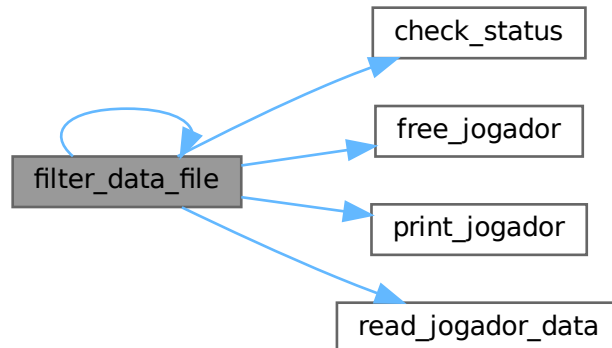 check_status
free_jogador
filter_data_file
print_jogador
read_jogador_data